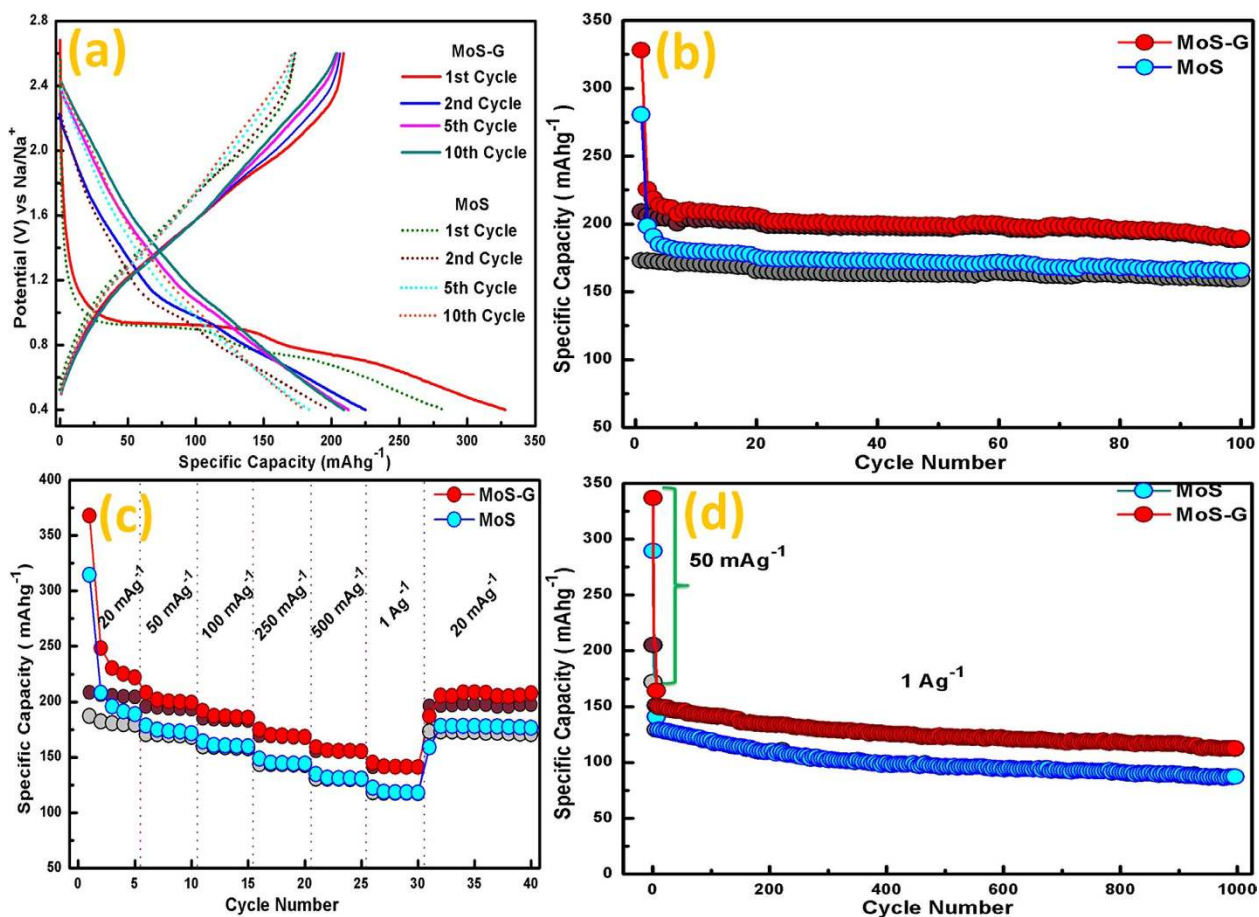 (a)
Potential (V) vs Na/Na⁺
2.8
2.4
2.0
1.6
1.2
0.8
0.4
MoS-G
1st Cycle
2nd Cycle
5th Cycle
10th Cycle
MoS
1st Cycle
2nd Cycle
5th Cycle
10th Cycle
0 50 100 150 200 250 300 350
Specific Capacity (mAhg⁻¹)
(b)
Specific Capacity ( mAhg⁻¹)
350
300
250
200
150
100
50
MoS-G
MoS
0 20 40 60 80 100
Cycle Number
(c)
Specific Capacity ( mAhg⁻¹)
400
350
300
250
200
150
100
50
MoS-G
MoS
20 mAg⁻¹
50 mAg⁻¹
100 mAg⁻¹
250 mAg⁻¹
500 mAg⁻¹
1 Ag⁻¹
20 mAg⁻¹
0 5 10 15 20 25 30 35 40
Cycle Number
(d)
Specific Capacity ( mAhg⁻¹)
350
300
250
200
150
100
50
0
MoS
MoS-G
50 mAg⁻¹
1 Ag⁻¹
0 200 400 600 800 1000
Cycle Number